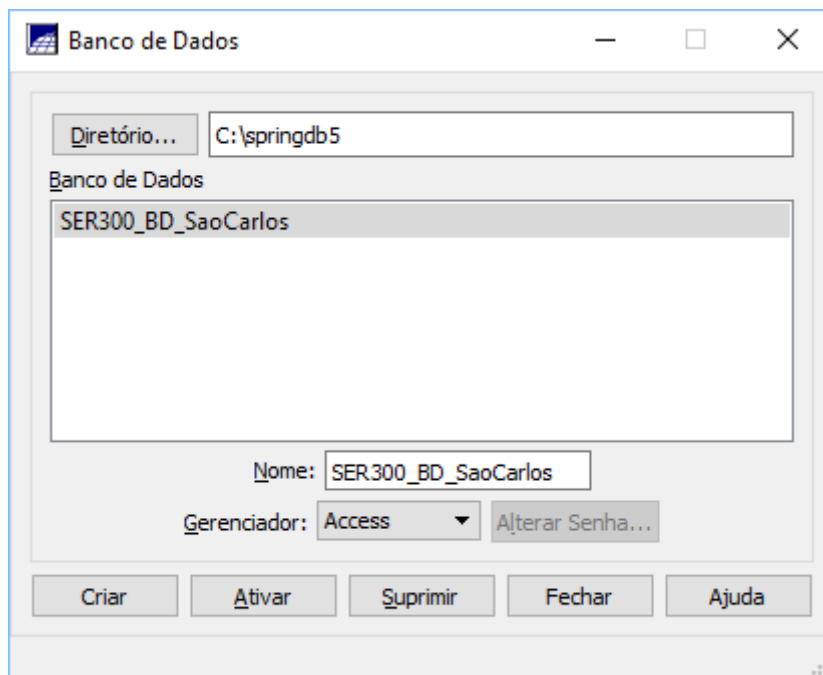 Banco de Dados
Diretório... C:\springdb5
Banco de Dados
SER300_BD_SaoCarlos
Nome: SER300_BD_SaoCarlos
Gerenciador: Access Alterar Senha...
Criar Ativar Suprimir Fechar Ajuda